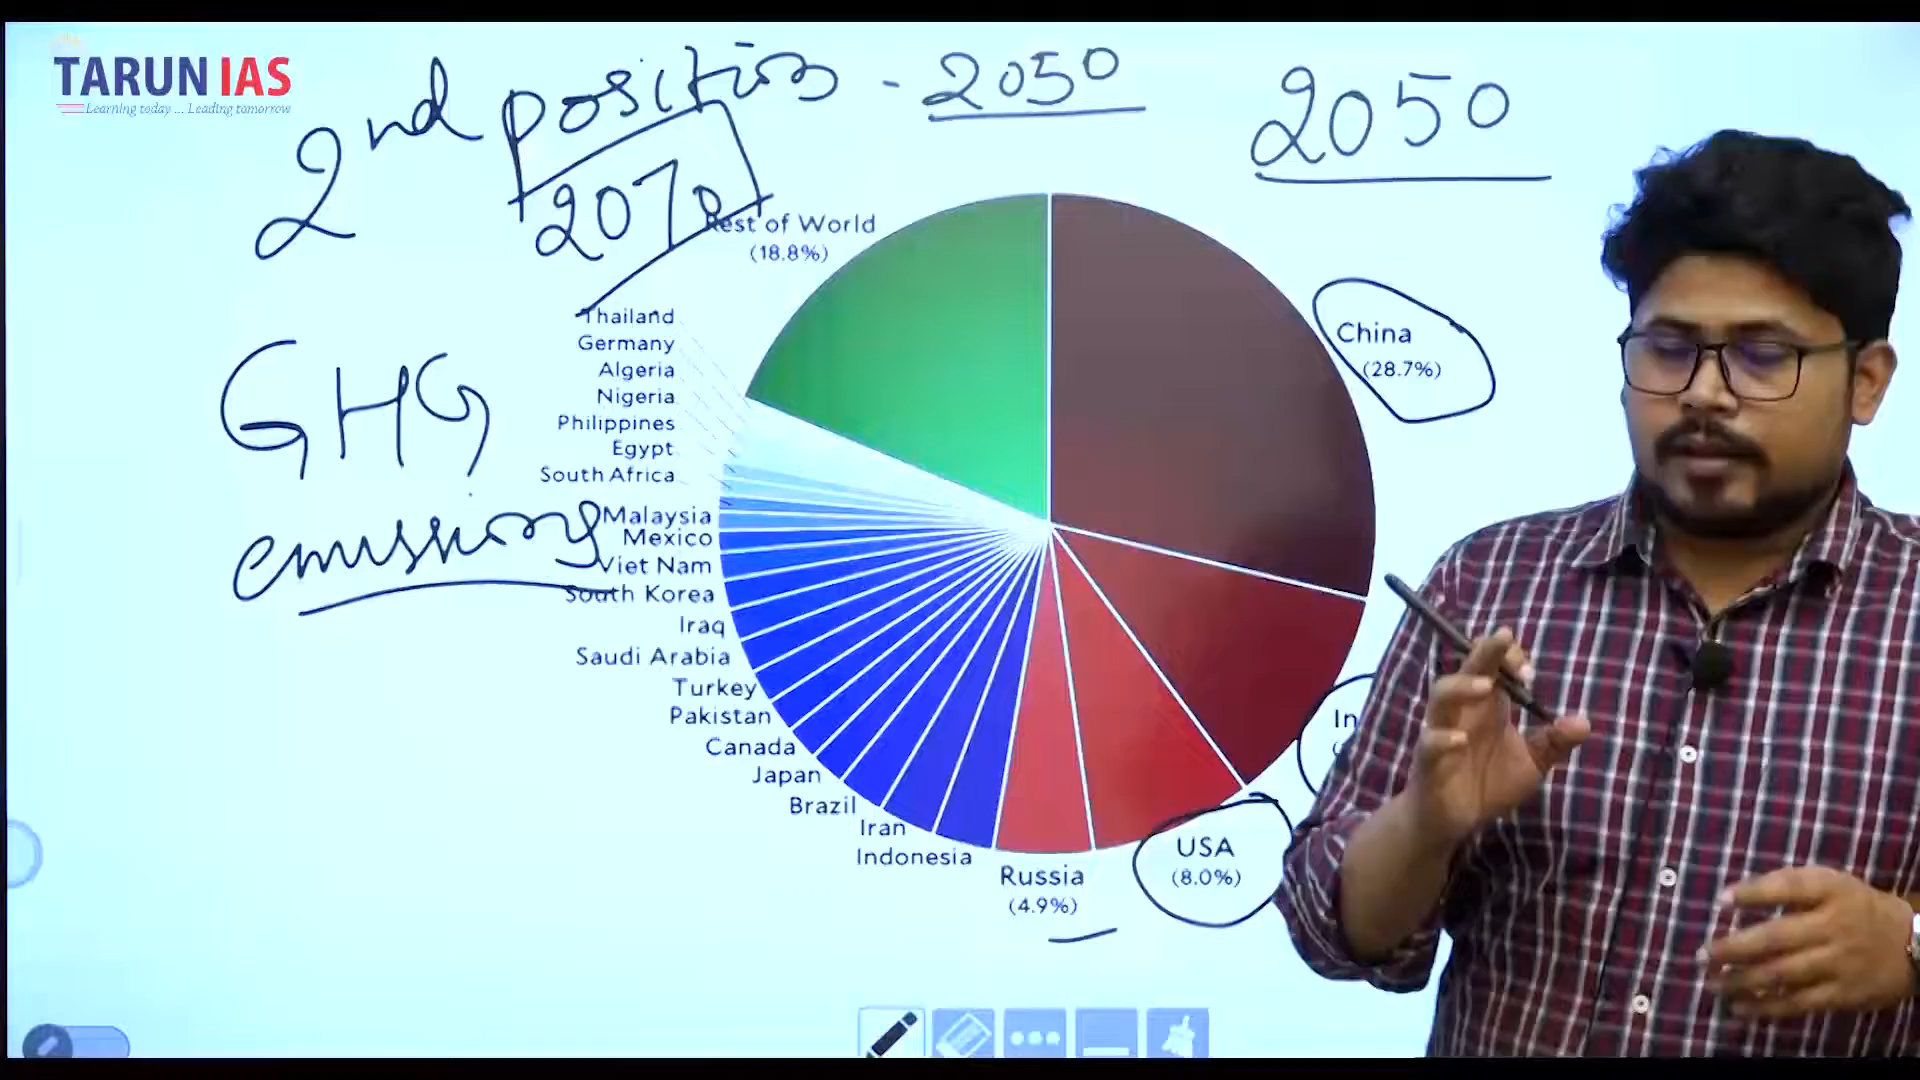 TARUN IAS
Learning today ... Leading tomorrow
2nd position - 2050
2050
GHG
emissions
Rest of World
(18.8%)
Thailand
Germany
Algeria
Nigeria
Philippines
Egypt
South Africa
Malaysia
Mexico
Viet Nam
South Korea
Iraq
Saudi Arabia
Turkey
Pakistan
Canada
Japan
Brazil
Iran
Indonesia
Russia
(4.9%)
USA
(8.0%)
China
(28.7%)